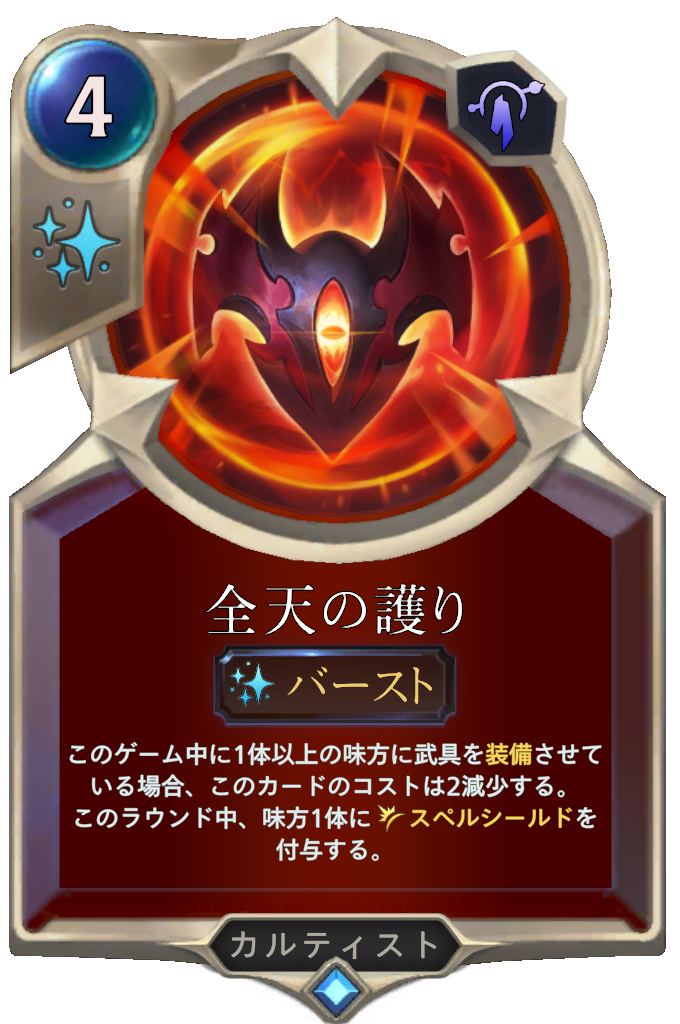 4
全天の護り
バースト
このゲーム中に1体以上の味方に武具を装備させて
いる場合、このカードのコストは2減少する。
このラウンド中、味方1体にスペルシールドを
付与する。
カルティスト